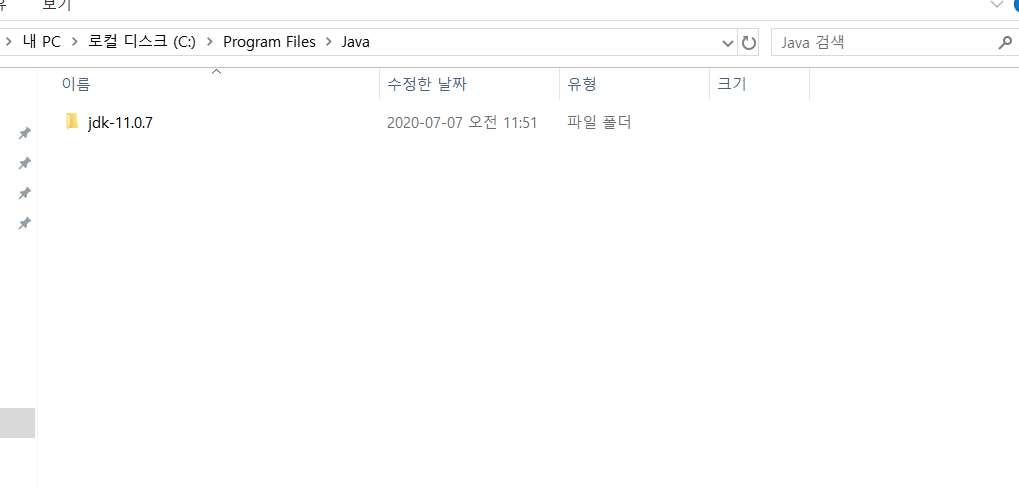 보기
내 PC > 로컬 디스크 (C:) > Program Files > Java
Java 검색
이름 수정한 날짜 유형 크기
jdk-11.0.7 2020-07-07 오전 11:51 파일 폴더